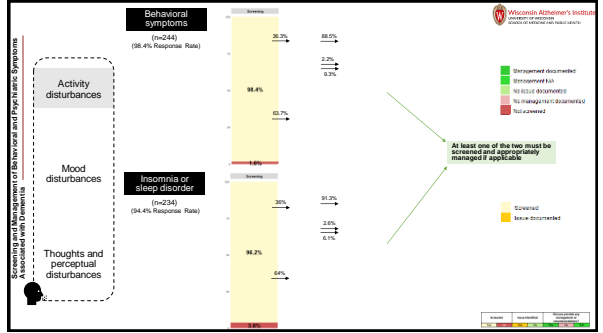 Screening and Management of Behavioral and Psychiatric Symptoms
Associated with Dementia
Activity
disturbances
Mood
disturbances
Thoughts and
perceptual
disturbances
Behavioral
symptoms
(n=244)
(98.4% Response Rate)
Screening
98.4%
1.6%
36.3%
63.7%
88.5%
2.2%
9.3%
Insomnia or
sleep disorder
(n=234)
(94.4% Response Rate)
Screening
96.2%
3.8%
36%
64%
91.3%
2.6%
6.1%
At least one of the two must be
screened and appropriately
managed if applicable
Wisconsin Alzheimer's Institute
UNIVERSITY OF WISCONSIN
SCHOOL OF MEDICINE AND PUBLIC HEALTH
Management documented
Management N/A
No issue documented
No management documented
Not screened
Screened
Issue documented